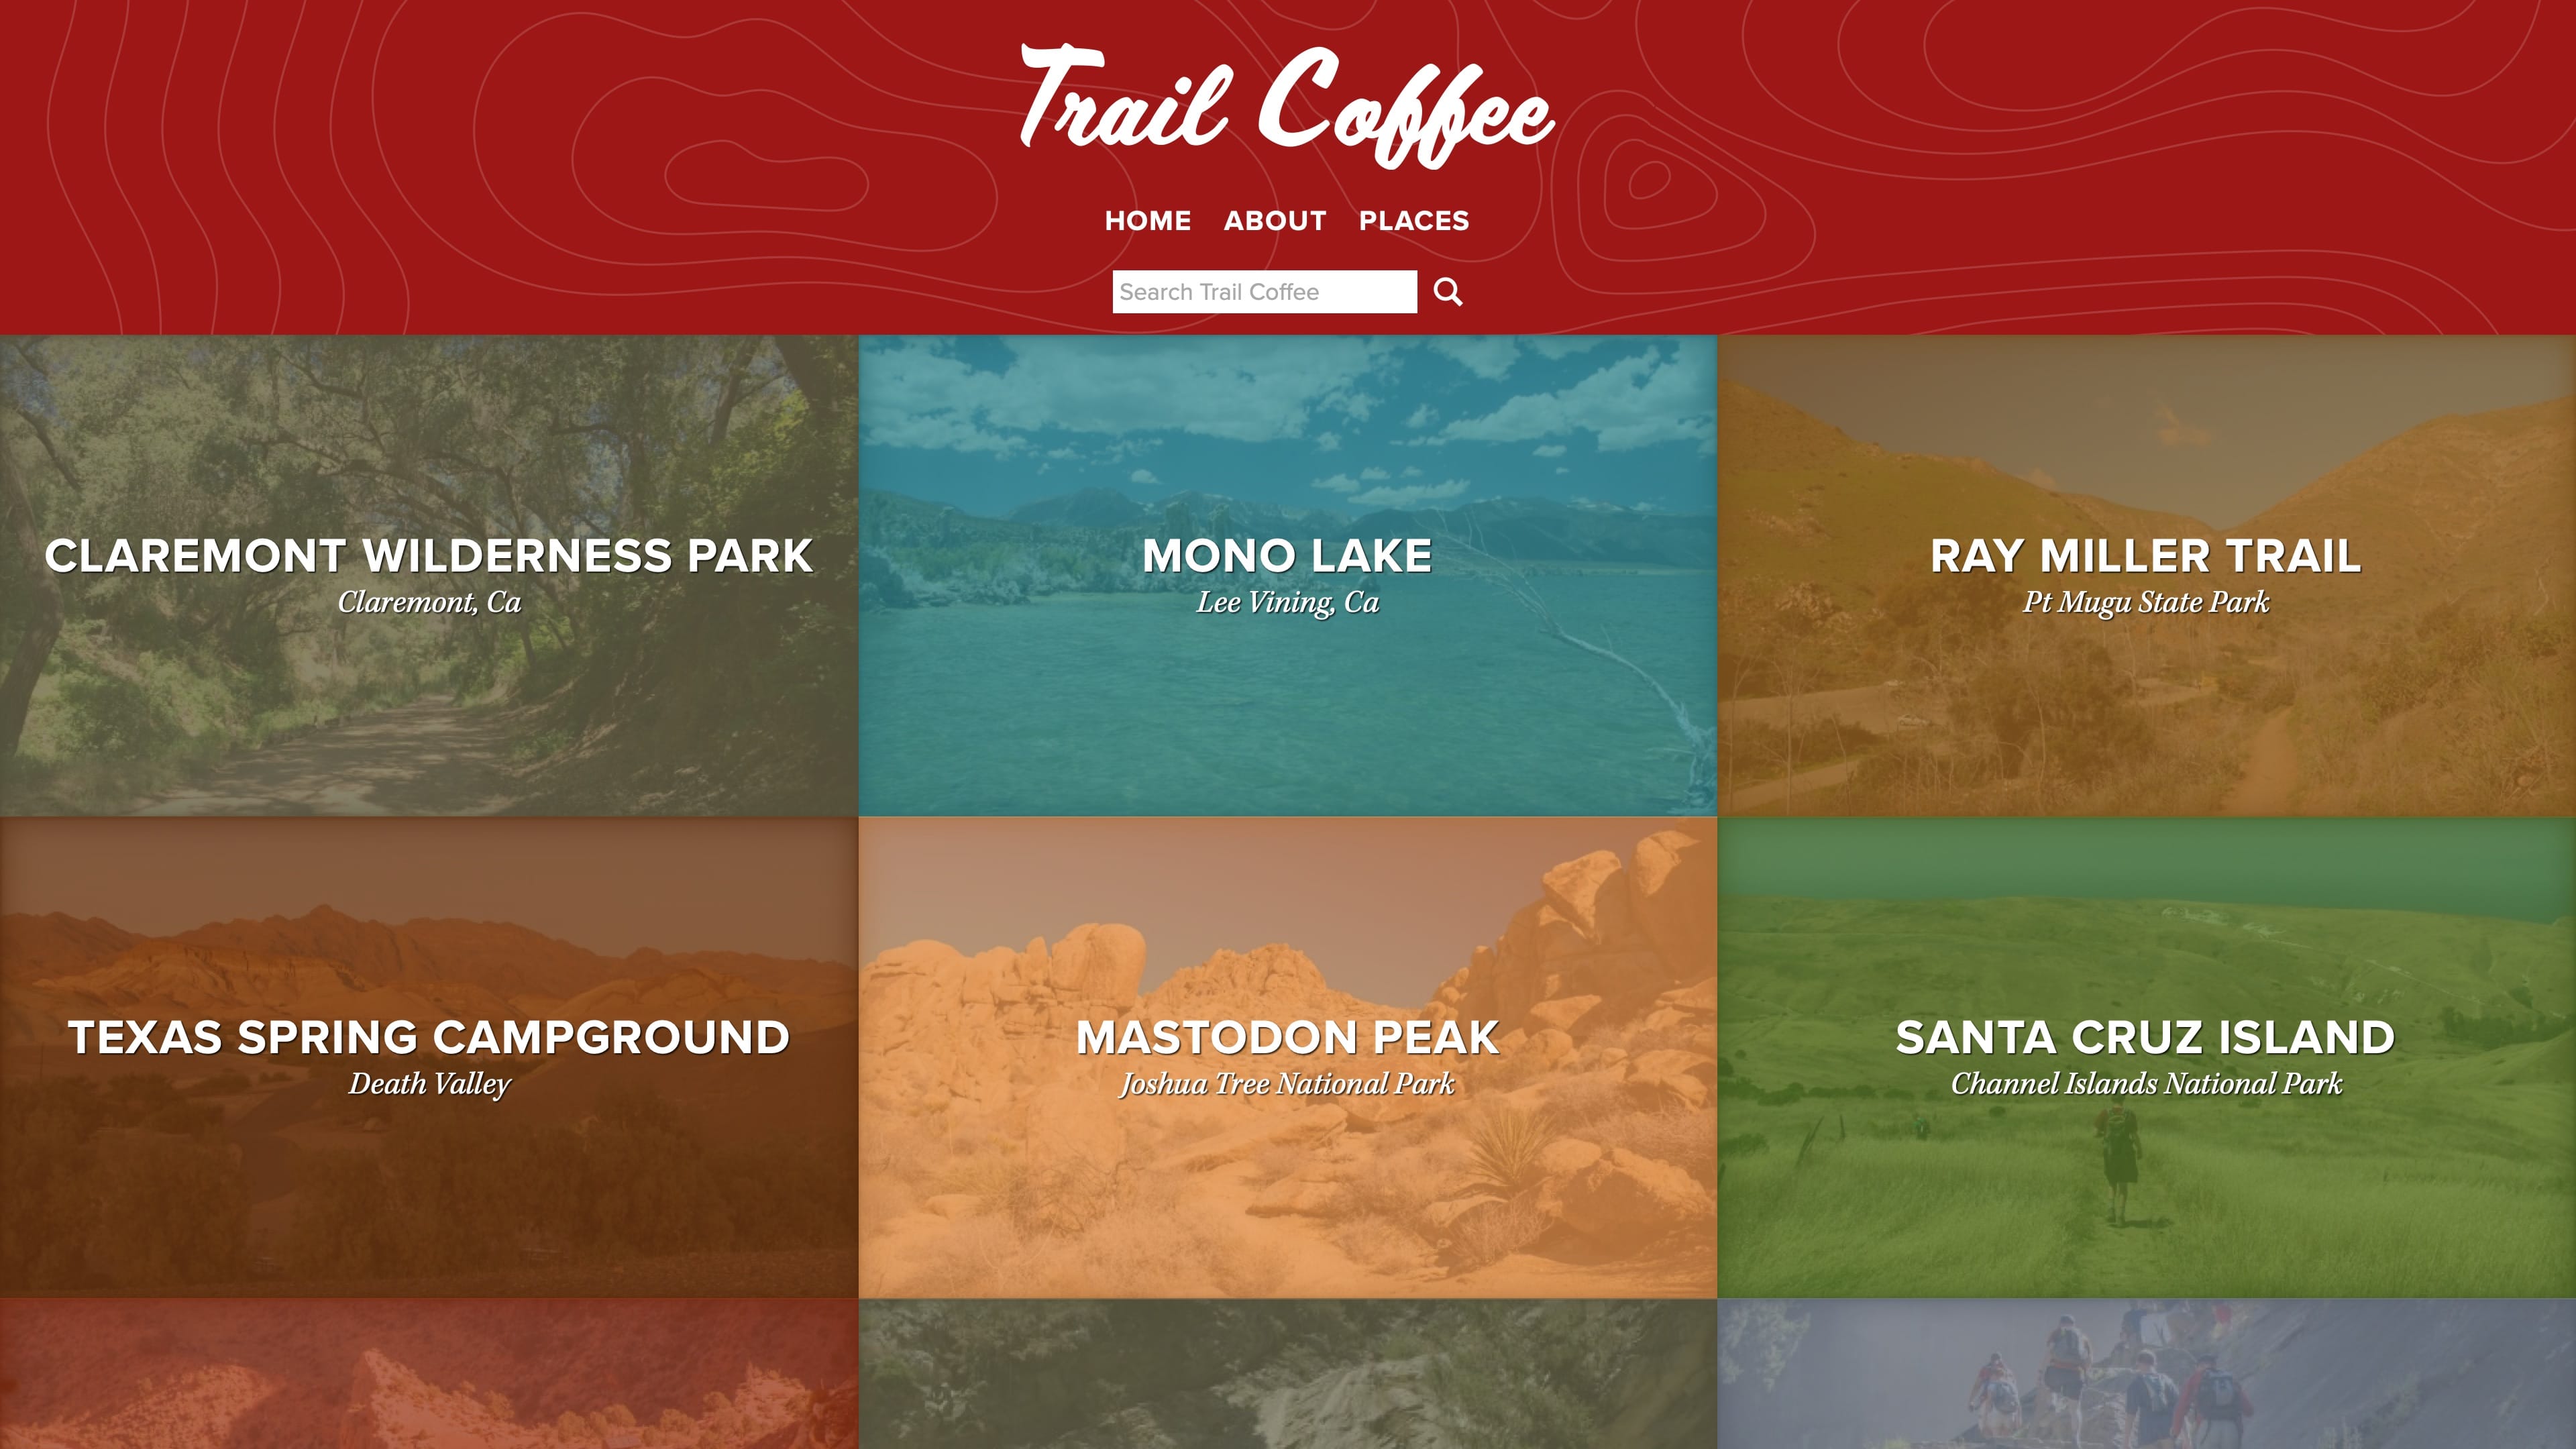 Trail Coffee
HOME ABOUT PLACES
Search Trail Coffee
CLAREMONT WILDERNESS PARK
Claremont, Ca
MONO LAKE
Lee Vining, Ca
RAY MILLER TRAIL
Pt Mugu State Park
TEXAS SPRING CAMPGROUND
Death Valley
MASTODON PEAK
Joshua Tree National Park
SANTA CRUZ ISLAND
Channel Islands National Park